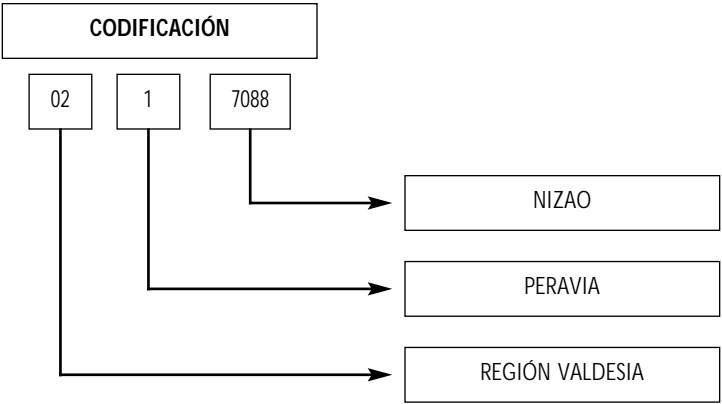 CODIFICACIÓN
02 1 7088
NIZAO
PERAVIA
REGIÓN VALDESIA